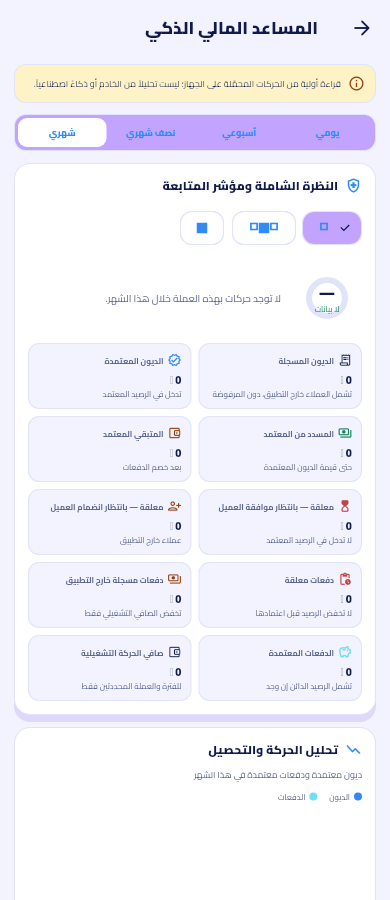 المساعد المالي الذكي
قراءة أولية من الحركات المحمّلة على الجهاز؛ ليست تحليلًا من الخادم أو ذكاءً اصطناعيًا.
يومي
أسبوعي
نصف شهري
شهري
النظرة الشاملة ومؤشر المتابعة
—
لا بيانات
لا توجد حركات بهذه العملة خلال هذا الشهر.
الديون المسجلة
0
تشمل العملاء خارج التطبيق، دون المرفوضة
الديون المعتمدة
0
تدخل في الرصيد المعتمد
المسدد من المعتمد
0
حتى قيمة الديون المعتمدة
المتبقي المعتمد
0
بعد خصم الدفعات
معلقة — بانتظار موافقة العميل
0
لا تدخل في الرصيد المعتمد
معلقة — بانتظار انضمام العميل
0
عملاء خارج التطبيق
دفعات معلقة
0
لا تخفض الرصيد قبل اعتمادها
دفعات مسجلة خارج التطبيق
0
تخفض الصافي التشغيلي فقط
الدفعات المعتمدة
0
تشمل الرصيد الدائن إن وجد
صافي الحركة التشغيلية
0
للفترة والعملة المحددتين فقط
تحليل الحركة والتحصيل
ديون معتمدة ودفعات معتمدة في هذا الشهر
الديون
الدفعات